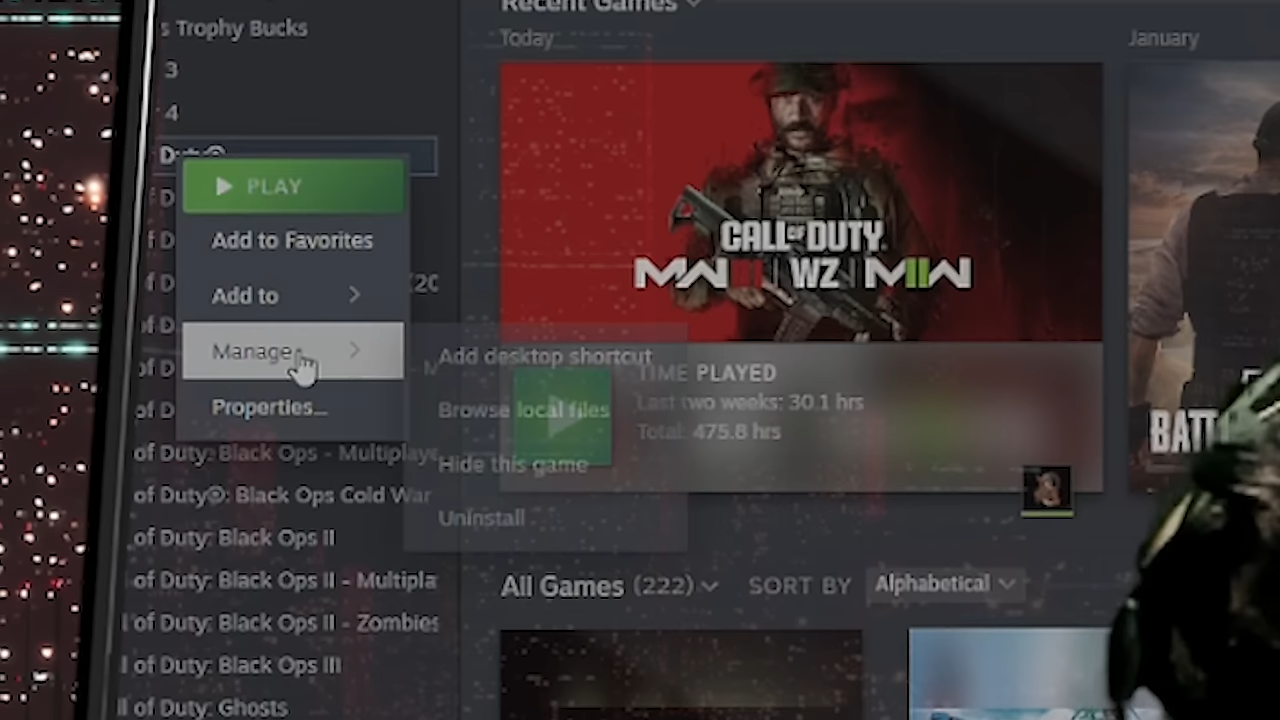 Recent Games
Today
January
s Trophy Bucks
3
4
Duty®
PLAY
Add to Favorites
Add to
Manage
Properties...
Add desktop shortcut
Browse local files
Hide this game
Uninstall
CALL OF DUTY
MWIII WZ MWII
TIME PLAYED
Last two weeks: 30.1 hrs
Total: 475.8 hrs
BATT
of Duty: Black Ops - Multiplaye
of Duty®: Black Ops Cold War
of Duty: Black Ops II
of Duty: Black Ops II - Multipla
of Duty: Black Ops II - Zombies
l of Duty: Black Ops III
ll of Duty: Ghosts
All Games (222)
SORT BY
Alphabetical